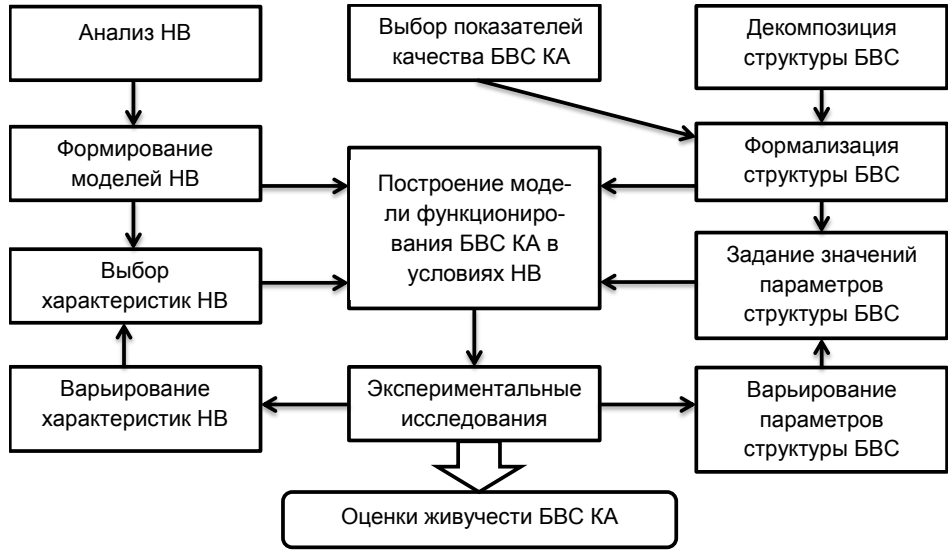 Анализ НВ
Выбор показателей
качества БВС КА
Декомпозиция
структуры БВС
Формирование
моделей НВ
Построение моде-
ли функциониро-
вания БВС КА в
условиях НВ
Формализация
структуры БВС
Выбор
характеристик НВ
Задание значений
параметров
структуры БВС
Варьирование
характеристик НВ
Экспериментальные
исследования
Варьирование
параметров
структуры БВС
Оценки живучести БВС КА